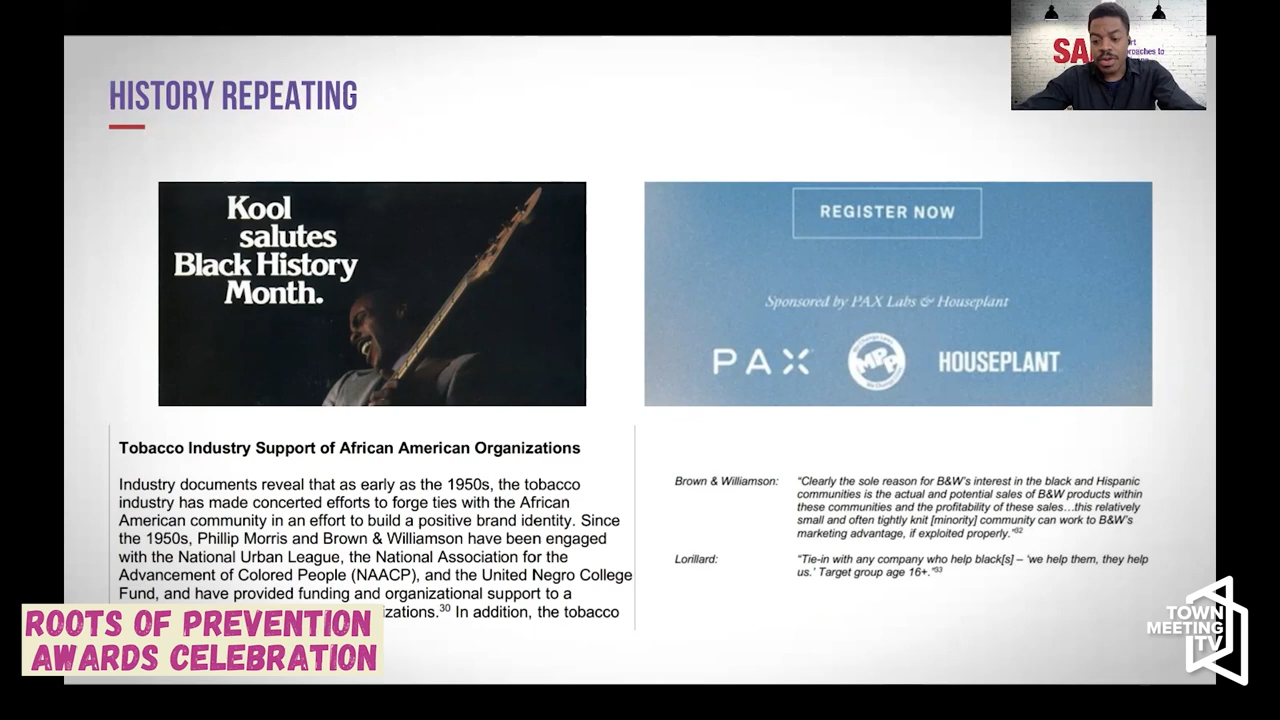 HISTORY REPEATING
Kool
salutes
Black History
Month.
REGISTER NOW
Sponsored by PAX Labs & Houseplant
PAX
MPP
HOUSEPLANT
Tobacco Industry Support of African American Organizations
Industry documents reveal that as early as the 1950s, the tobacco
industry has made concerted efforts to forge ties with the African
American community in an effort to build a positive brand identity. Since
the 1950s, Phillip Morris and Brown & Williamson have been engaged
with the National Urban League, the National Association for the
Advancement of Colored People (NAACP), and the United Negro College
Fund, and have provided funding and organizational support to a
izations.30 In addition, the tobacco
Brown & Williamson: "Clearly the sole reason for B&W's interest in the black and Hispanic
communities is the actual and potential sales of B&W products within
these communities and the profitability of these sales…this relatively
small and often tightly knit [minority] community can work to B&W's
marketing advantage, if exploited properly."32
Lorillard: "Tie-in with any company who help black[s] – 'we help them, they help
us.' Target group age 16+."33
ROOTS OF PREVENTION
AWARDS CELEBRATION
TOWN
MEETING
TV